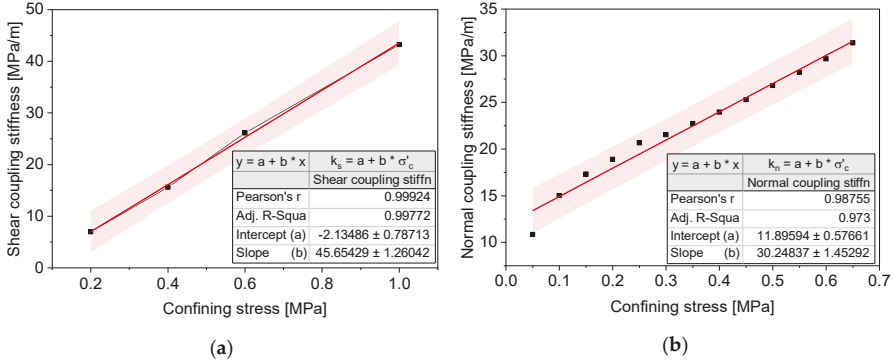 50
40
30
20
10
0
Shear coupling stiffness [MPa/m]
y = a + b * x k_s = a + b * σ'_c
Shear coupling stiffn
Pearson's r 0.99924
Adj. R-Squa 0.99772
Intercept (a) -2.13486 ± 0.78713
Slope (b) 45.65429 ± 1.26042
0.2 0.4 0.6 0.8 1.0
Confining stress [MPa]
(a)
35
30
25
20
15
10
Normal coupling stiffness [MPa/m]
y = a + b * x k_n = a + b * σ'_c
Normal coupling stiffn
Pearson's r 0.98755
Adj. R-Squa 0.973
Intercept (a) 11.89594 ± 0.57661
Slope (b) 30.24837 ± 1.45292
0.0 0.1 0.2 0.3 0.4 0.5 0.6 0.7
Confining stress [MPa]
(b)